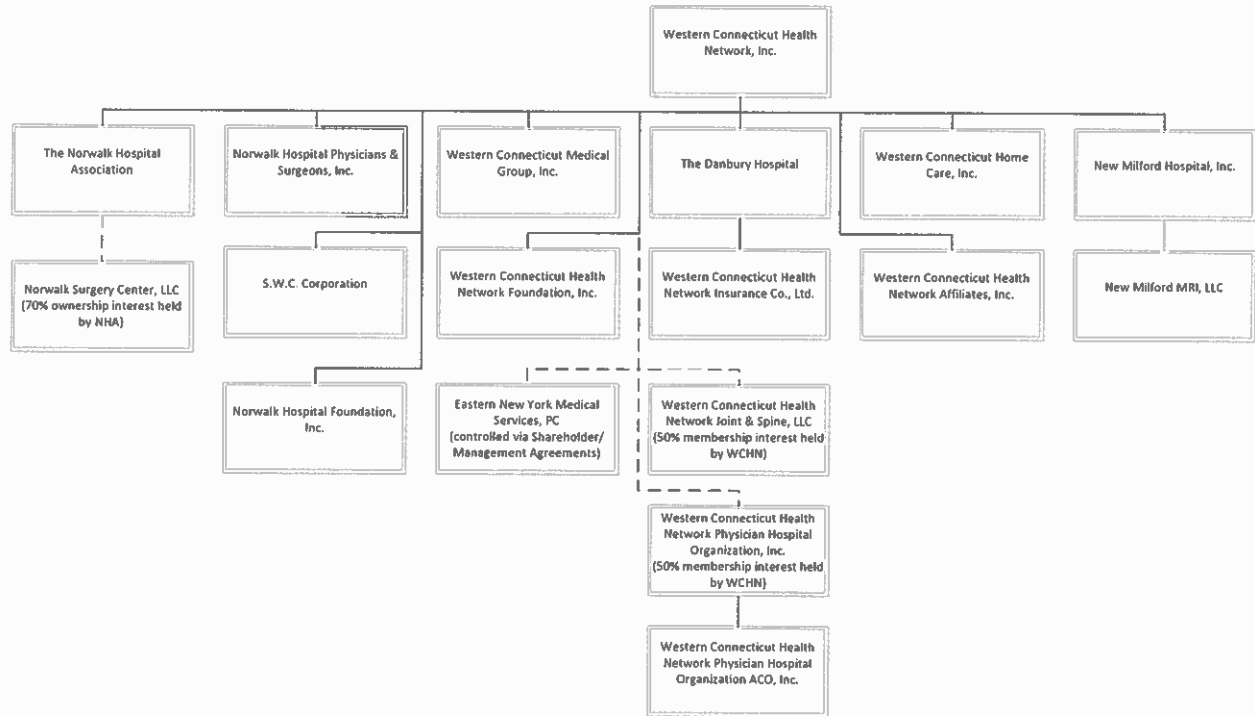 Western Connecticut Health
Network, Inc.
The Norwalk Hospital
Association
Norwalk Hospital Physicians &
Surgeons, Inc.
Western Connecticut Medical
Group, Inc.
The Danbury Hospital
Western Connecticut Home
Care, Inc.
New Milford Hospital, Inc.
Norwalk Surgery Center, LLC
(70% ownership interest held
by NHA)
S.W.C. Corporation
Western Connecticut Health
Network Foundation, Inc.
Western Connecticut Health
Network Insurance Co., Ltd.
Western Connecticut Health
Network Affiliates, Inc.
New Milford MRI, LLC
Norwalk Hospital Foundation,
Inc.
Eastern New York Medical
Services, PC
(controlled via Shareholder/
Management Agreements)
Western Connecticut Health
Network Joint & Spine, LLC
(50% membership interest held
by WCHN)
Western Connecticut Health
Network Physician Hospital
Organization, Inc.
(50% membership interest held
by WCHN)
Western Connecticut Health
Network Physician Hospital
Organization ACO, Inc.